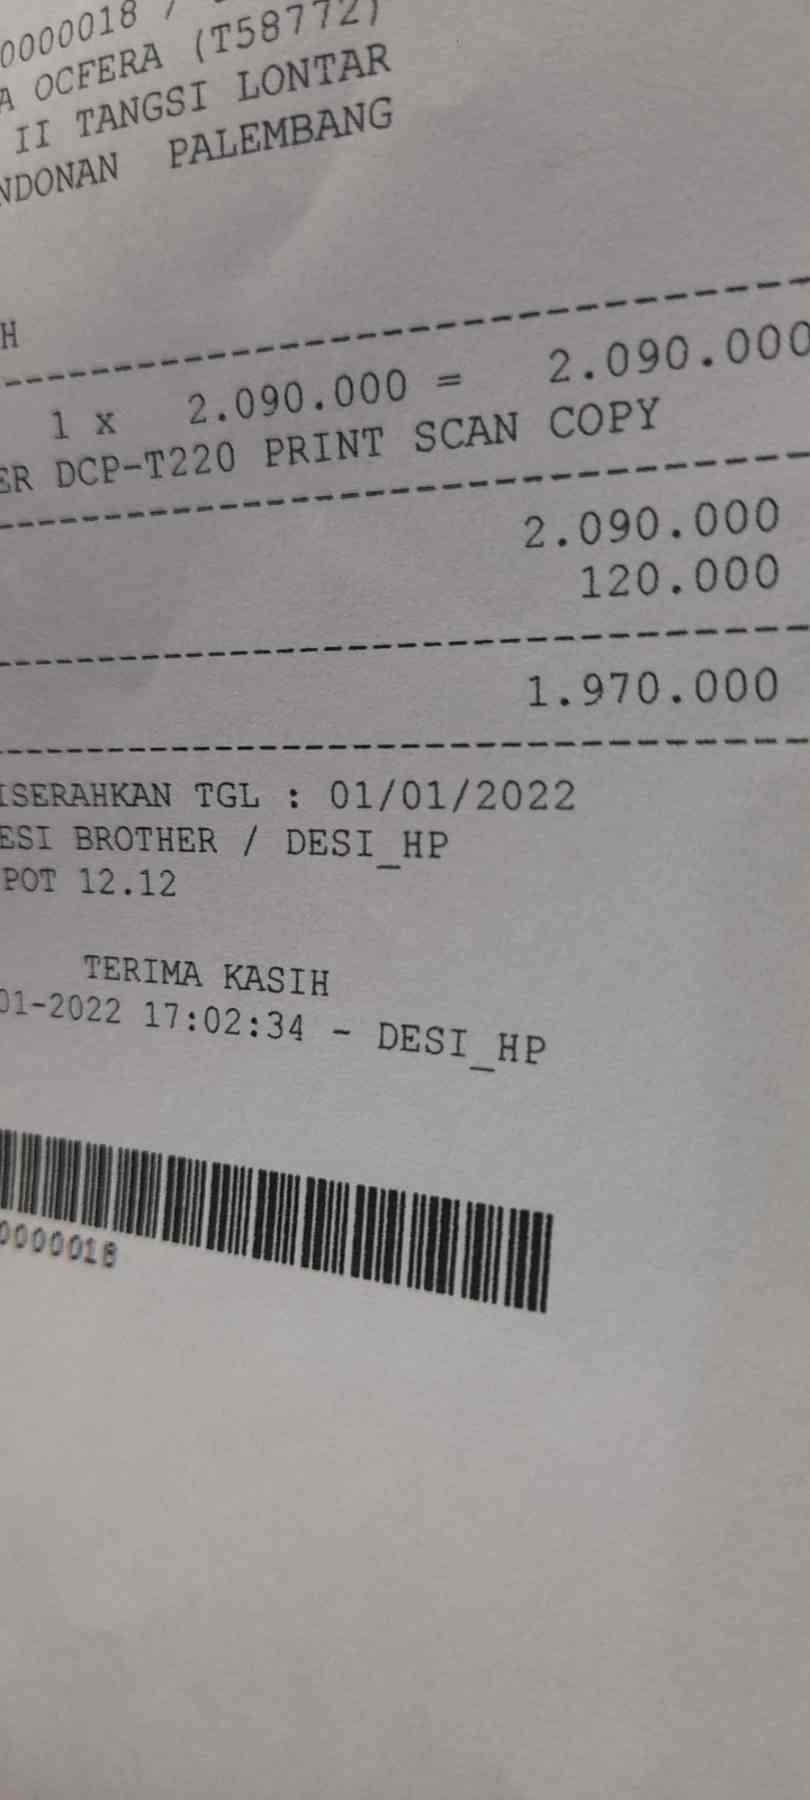 0000018 /
A OCFERA (T58772)
II TANGSI LONTAR
NDONAN PALEMBANG
H
1 x 2.090.000 = 2.090.000
ER DCP-T220 PRINT SCAN COPY
2.090.000
120.000
1.970.000
ISERAHKAN TGL : 01/01/2022
ESI BROTHER / DESI_HP
POT 12.12
TERIMA KASIH
01-2022 17:02:34 - DESI_HP
0000018